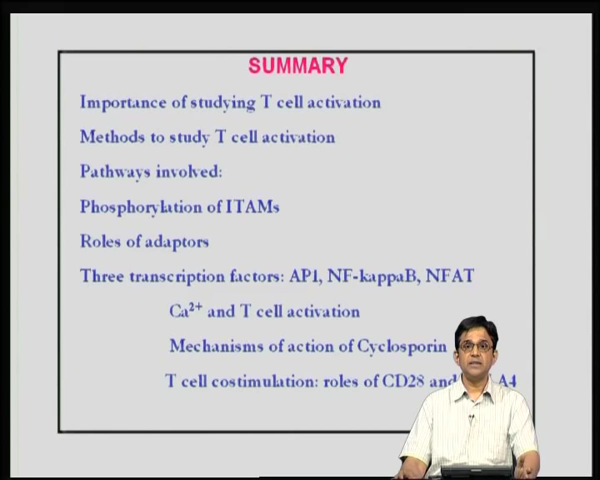 SUMMARY
Importance of studying T cell activation
Methods to study T cell activation
Pathways involved:
Phosphorylation of ITAMs
Roles of adaptors
Three transcription factors: AP1, NF-kappaB, NFAT
Ca²⁺ and T cell activation
Mechanisms of action of Cyclosporin
T cell costimulation: roles of CD28 and A4